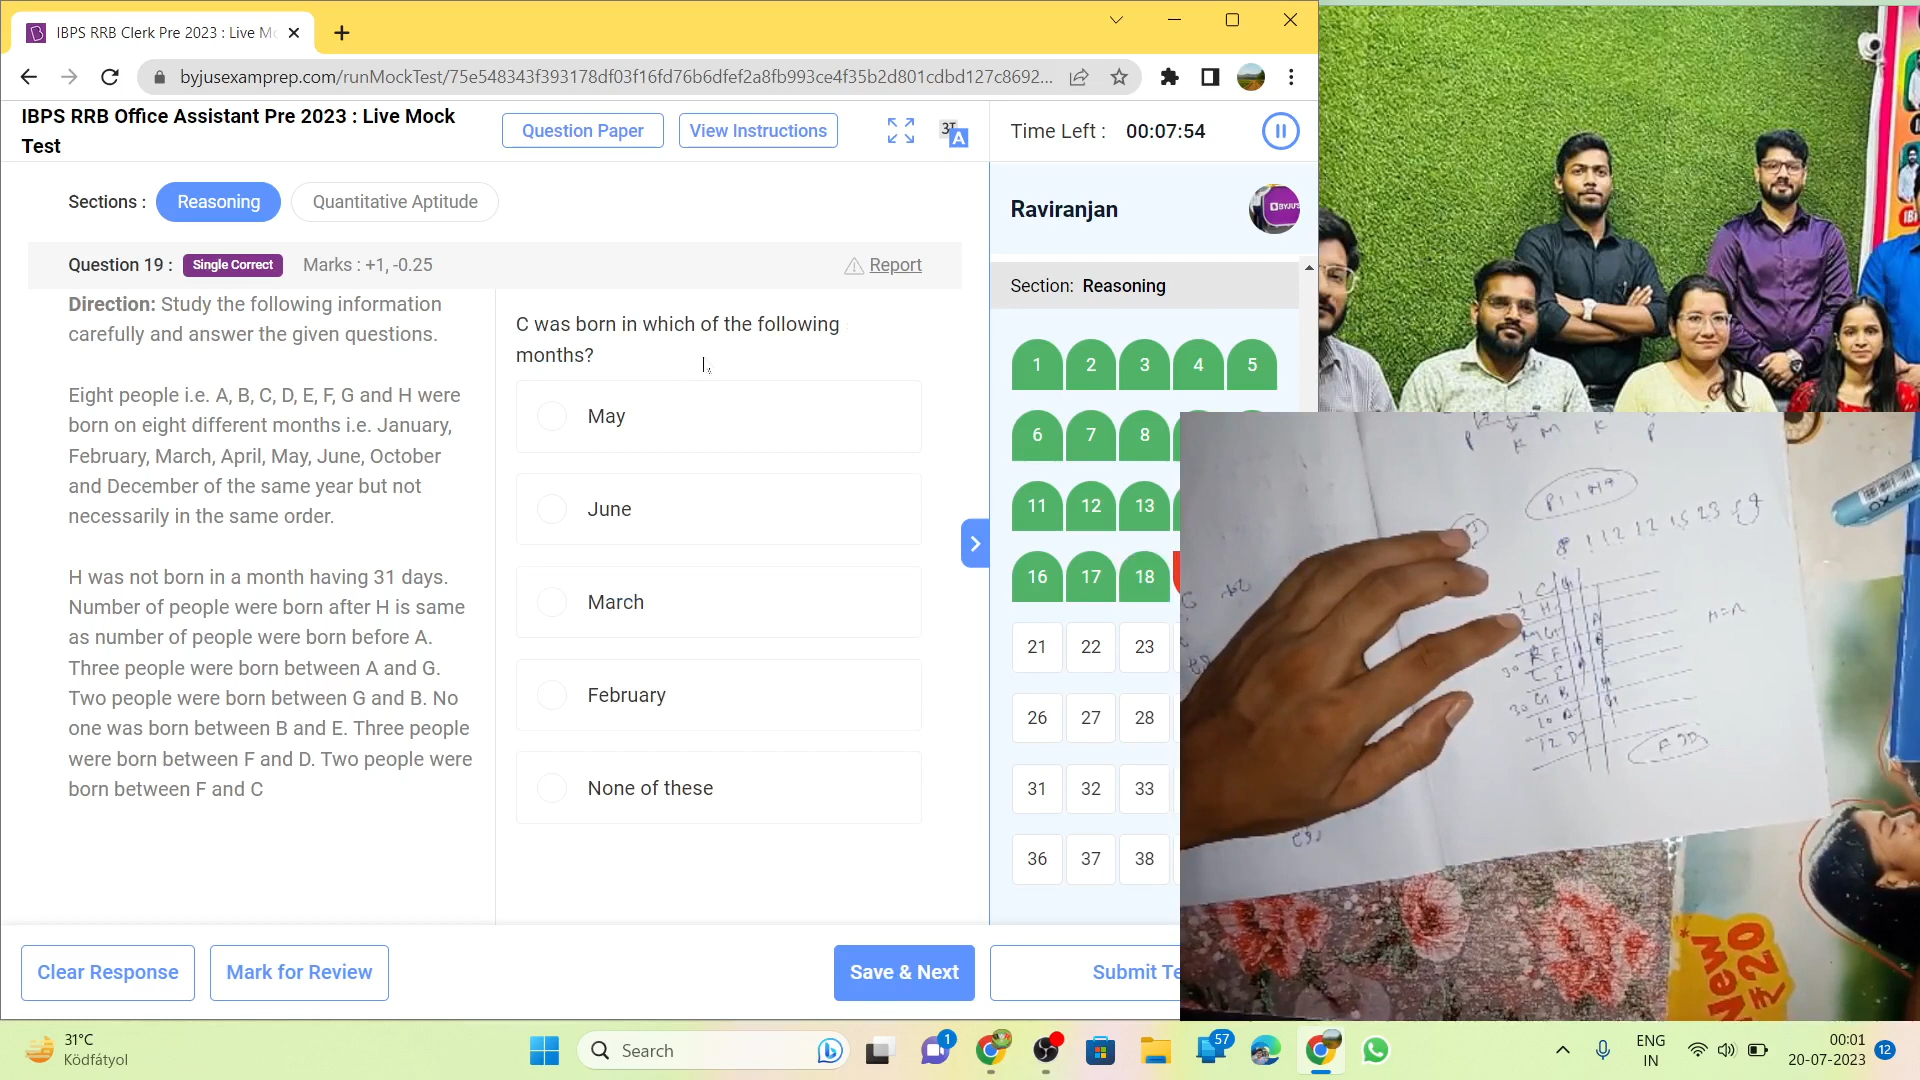 IBPS RRB Clerk Pre 2023 : Live Mo
byjusexamprep.com/runMockTest/75e548343f393178df03f16fd76b6dfef2a8fb993ce4f35b2d801cdbd127c8692...
IBPS RRB Office Assistant Pre 2023 : Live Mock
Test
Question Paper
View Instructions
Time Left : 00:07:54
Sections : Reasoning Quantitative Aptitude
Raviranjan
Question 19 : Single Correct Marks : +1, -0.25
Report
Section: Reasoning
Direction: Study the following information
carefully and answer the given questions.
Eight people i.e. A, B, C, D, E, F, G and H were
born on eight different months i.e. January,
February, March, April, May, June, October
and December of the same year but not
necessarily in the same order.
H was not born in a month having 31 days.
Number of people were born after H is same
as number of people were born before A.
Three people were born between A and G.
Two people were born between G and B. No
one was born between B and E. Three people
were born between F and D. Two people were
born between F and C
C was born in which of the following
months?
May
June
March
February
None of these
1 2 3 4 5
6 7 8
11 12 13
16 17 18
21 22 23
26 27 28
31 32 33
36 37 38
Clear Response
Mark for Review
Save & Next
Submit Te
New
₹20
31°C
Ködfátyol
Search
1
57
ENG
IN
00:01
20-07-2023
12